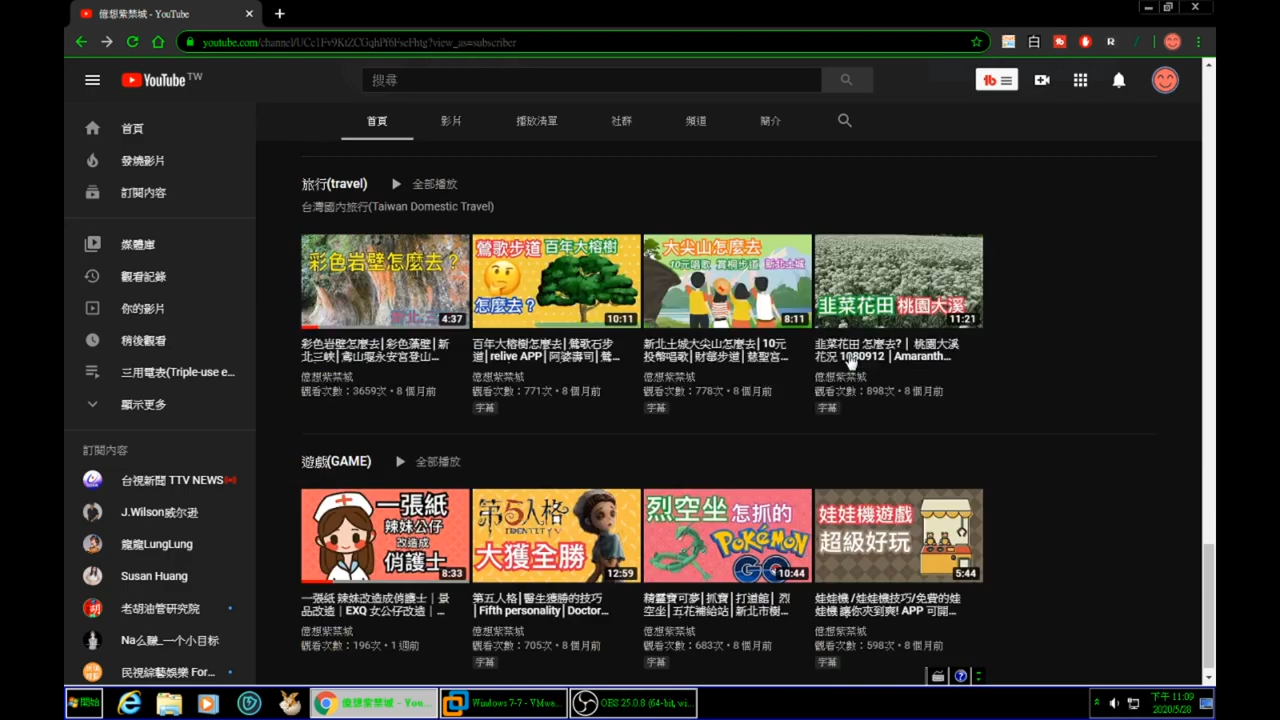 億想紫禁城 - YouTube
youtube.com/channel/UCc1Fv9KtZCGqhPf6FseFhtg?view_as=subscriber
YouTube TW
搜尋
首頁 影片 播放清單 社群 頻道 簡介
首頁
發燒影片
訂閱內容
媒體庫
觀看記錄
你的影片
稍後觀看
三用電表(Triple-use e...
顯示更多
訂閱內容
台視新聞 TTV NEWS
J.Wilson威尔逊
龍龍LungLung
Susan Huang
老胡油管研究院
Na么赚_一个小目标
民視綜藝娛樂 For...
旅行(travel) 全部播放
台灣國內旅行(Taiwan Domestic Travel)
彩色岩壁怎麼去?
4:37
鶯歌步道 百年大榕樹
怎麼去?
10:11
大尖山怎麼去
10元唱歌 賞桐步道 新北土城
8:11
韭菜花田 桃園大溪
11:21
彩色岩壁怎麼去|彩色藻壁|新
北三峽|鳶山堰永安宮登山...
億想紫禁城
觀看次數:3659次 • 8 個月前
百年大榕樹怎麼去|鶯歌石步
道|relive APP|阿婆壽司|鶯...
億想紫禁城
觀看次數:771次 • 8 個月前
字幕
新北土城大尖山怎麼去|10元
投幣唱歌|財華步道|慈聖宮...
億想紫禁城
觀看次數:778次 • 8 個月前
字幕
韭菜花田 怎麼去?| 桃園大溪
花況 1080912 | Amaranth...
億想紫禁城
觀看次數:898次 • 8 個月前
字幕
遊戲(GAME) 全部播放
一張紙
辣妹公仔
改造成
俏護士
8:33
第5人格
IDENTITY V
大獲全勝
12:59
烈空坐 怎抓的
Pokémon
GO
10:44
娃娃機遊戲
超級好玩
5:44
一張紙 辣妹改造成俏護士|景
品改造|EXQ 女公仔改造|...
億想紫禁城
觀看次數:196次 • 1 週前
第五人格|醫生獲勝的技巧
|Fifth personality|Doctor...
億想紫禁城
觀看次數:705次 • 8 個月前
字幕
精靈寶可夢|抓寶|打道館| 烈
空坐|五花補給站|新北市樹...
億想紫禁城
觀看次數:683次 • 8 個月前
字幕
娃娃機 /娃娃機技巧/免費的娃
娃機 讓你夾到爽! APP 可開...
億想紫禁城
觀看次數:598次 • 8 個月前
字幕
開始
億想紫禁城 - You...
Windows 7-7 - VMwa...
OBS 25.0.8 (64-bit, wi...
下午 11:09
2020/5/28